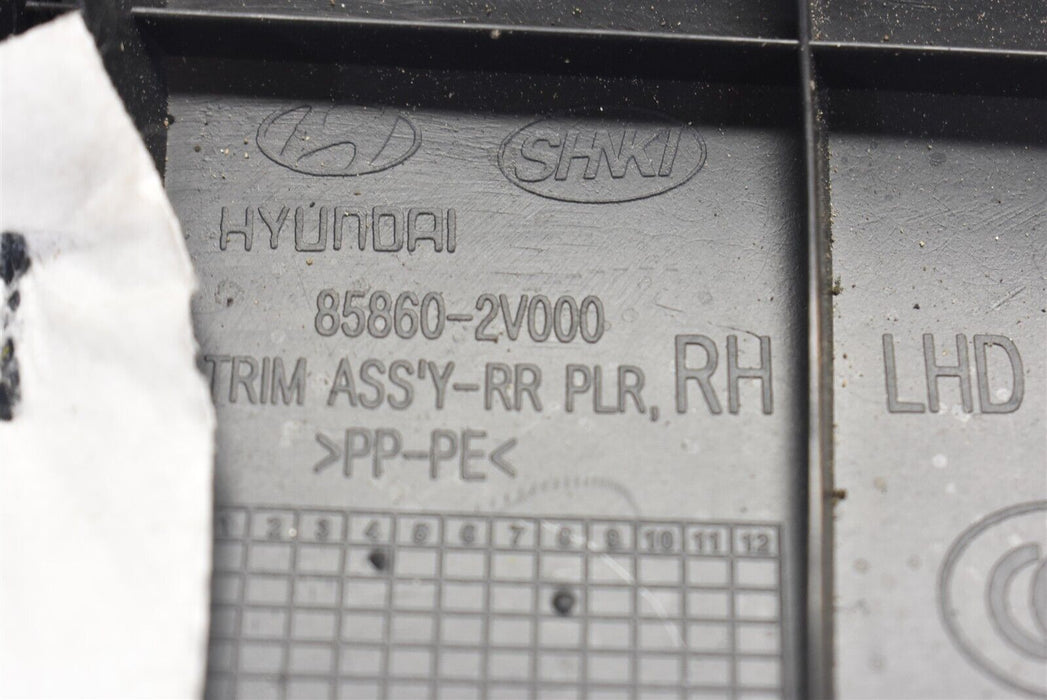 SHNKI
HYUNDAI
85860-2V000
TRIM ASS'Y-RR PLR, RH LHD
>PP-PE<
1 2 3 4 5 6 7 8 9 10 11 12